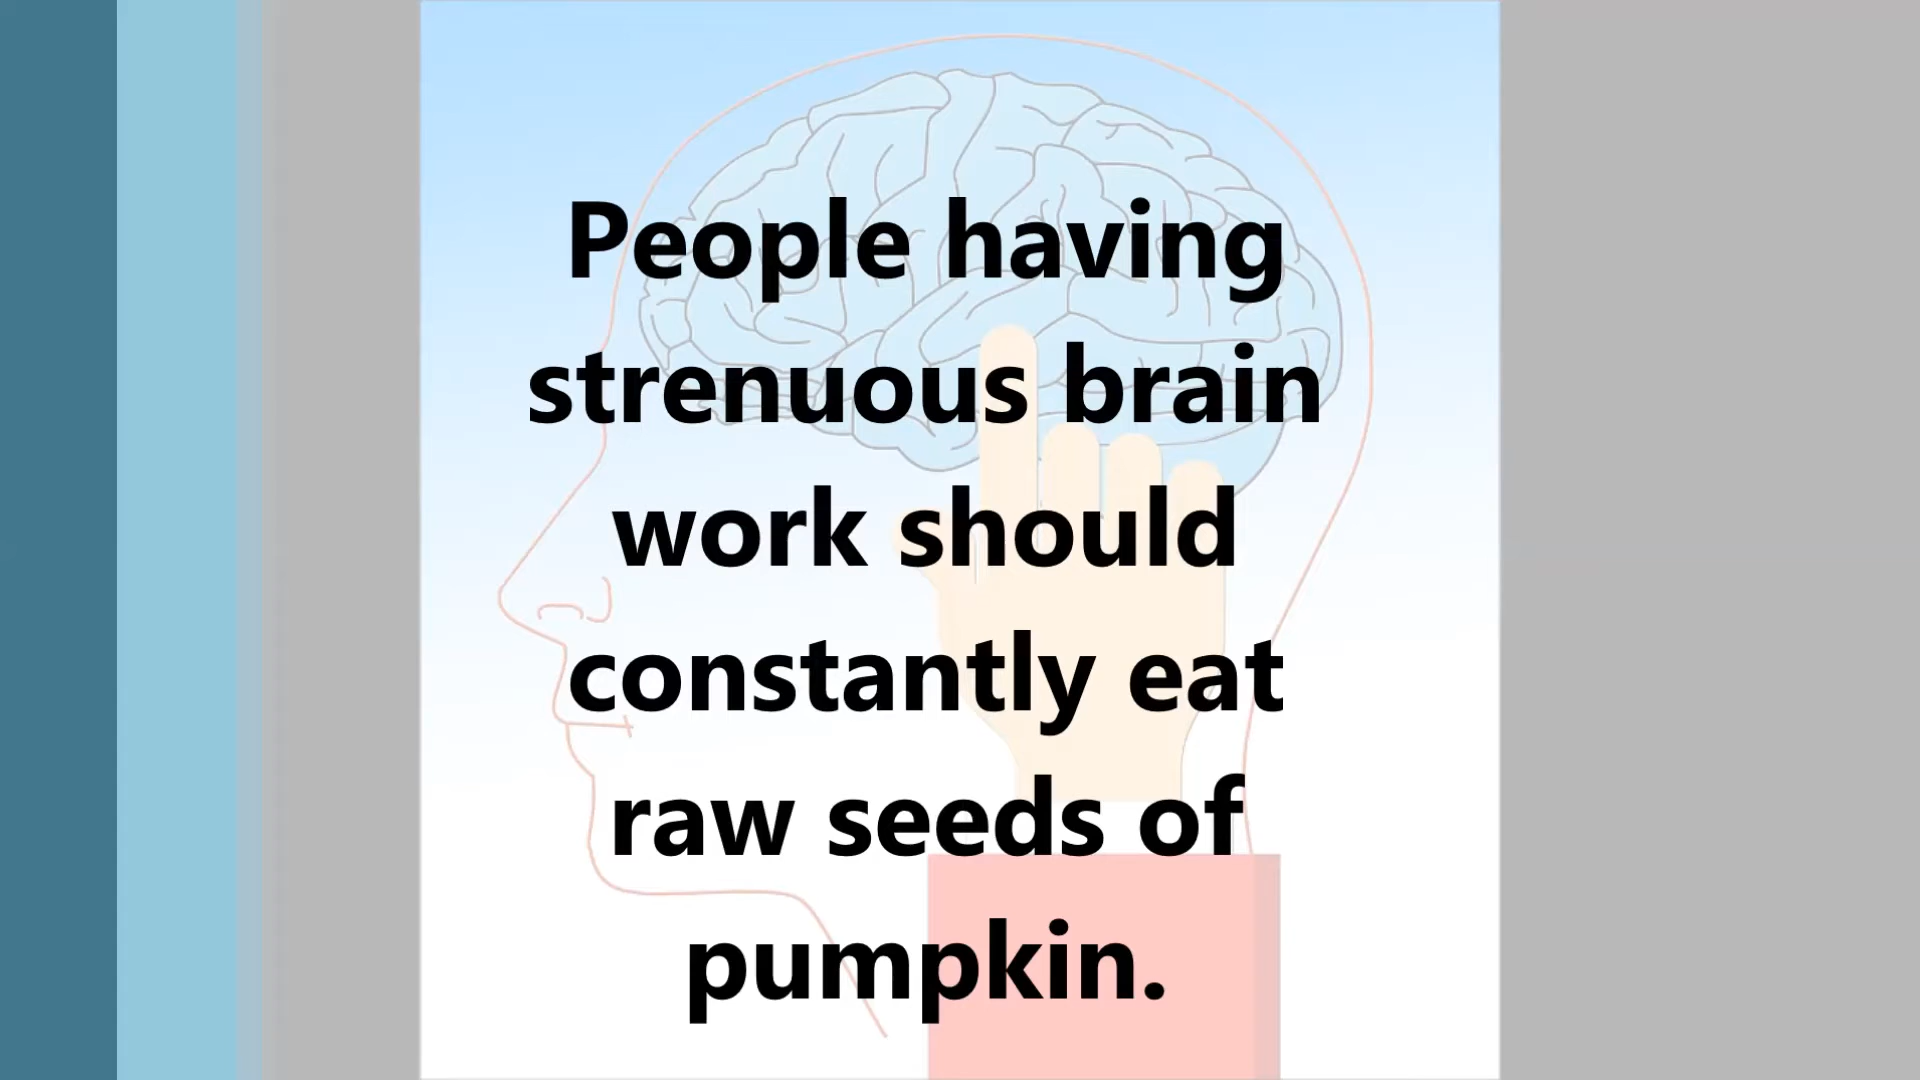 People having
strenuous brain
work should
constantly eat
raw seeds of
pumpkin.